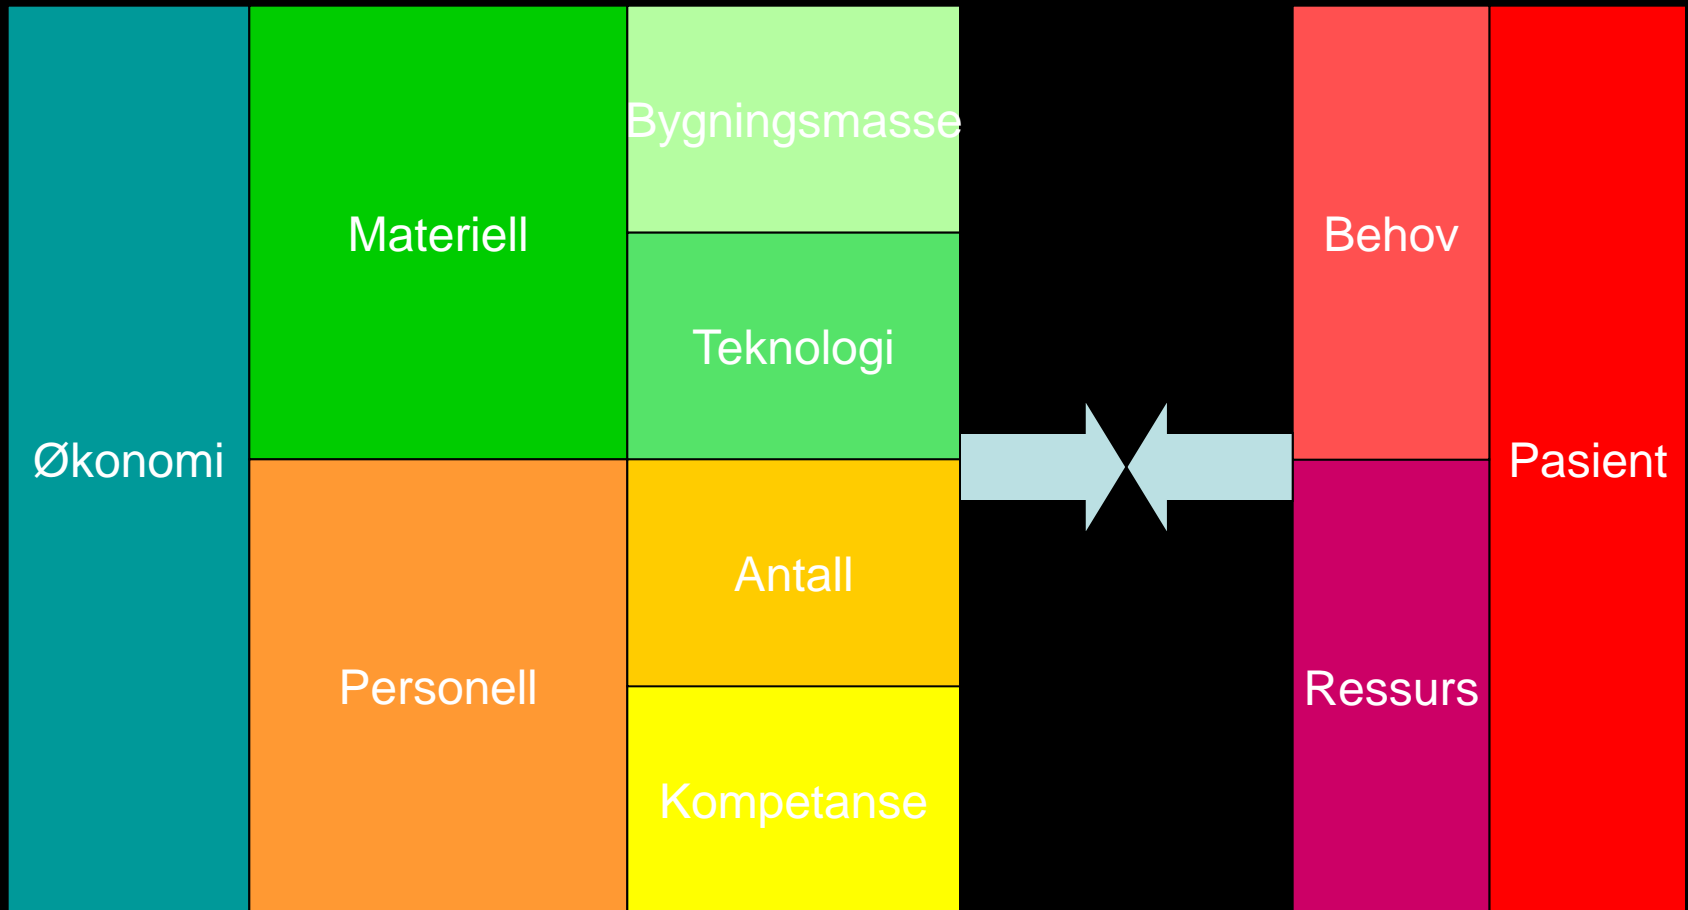 Økonomi
Materiell
Personell
Bygningsmasse
Teknologi
Antall
Kompetanse
Behov
Ressurs
Pasient